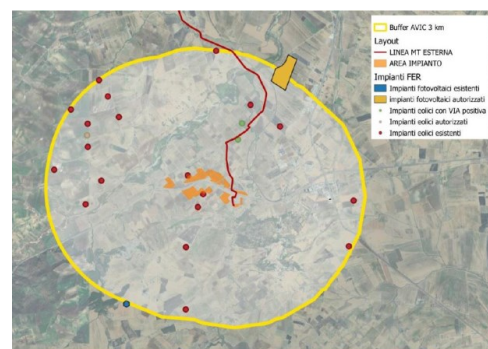 Buffer AVIC 3 km
Layout
LINEA MT ESTERNA
AREA IMPIANTO
Impianti FER
Impianti fotovoltaici esistenti
impianti fotovoltaici autorizzati
Impianti eolici con VIA positiva
Impianti eolici autorizzati
Impianti eolici esistenti